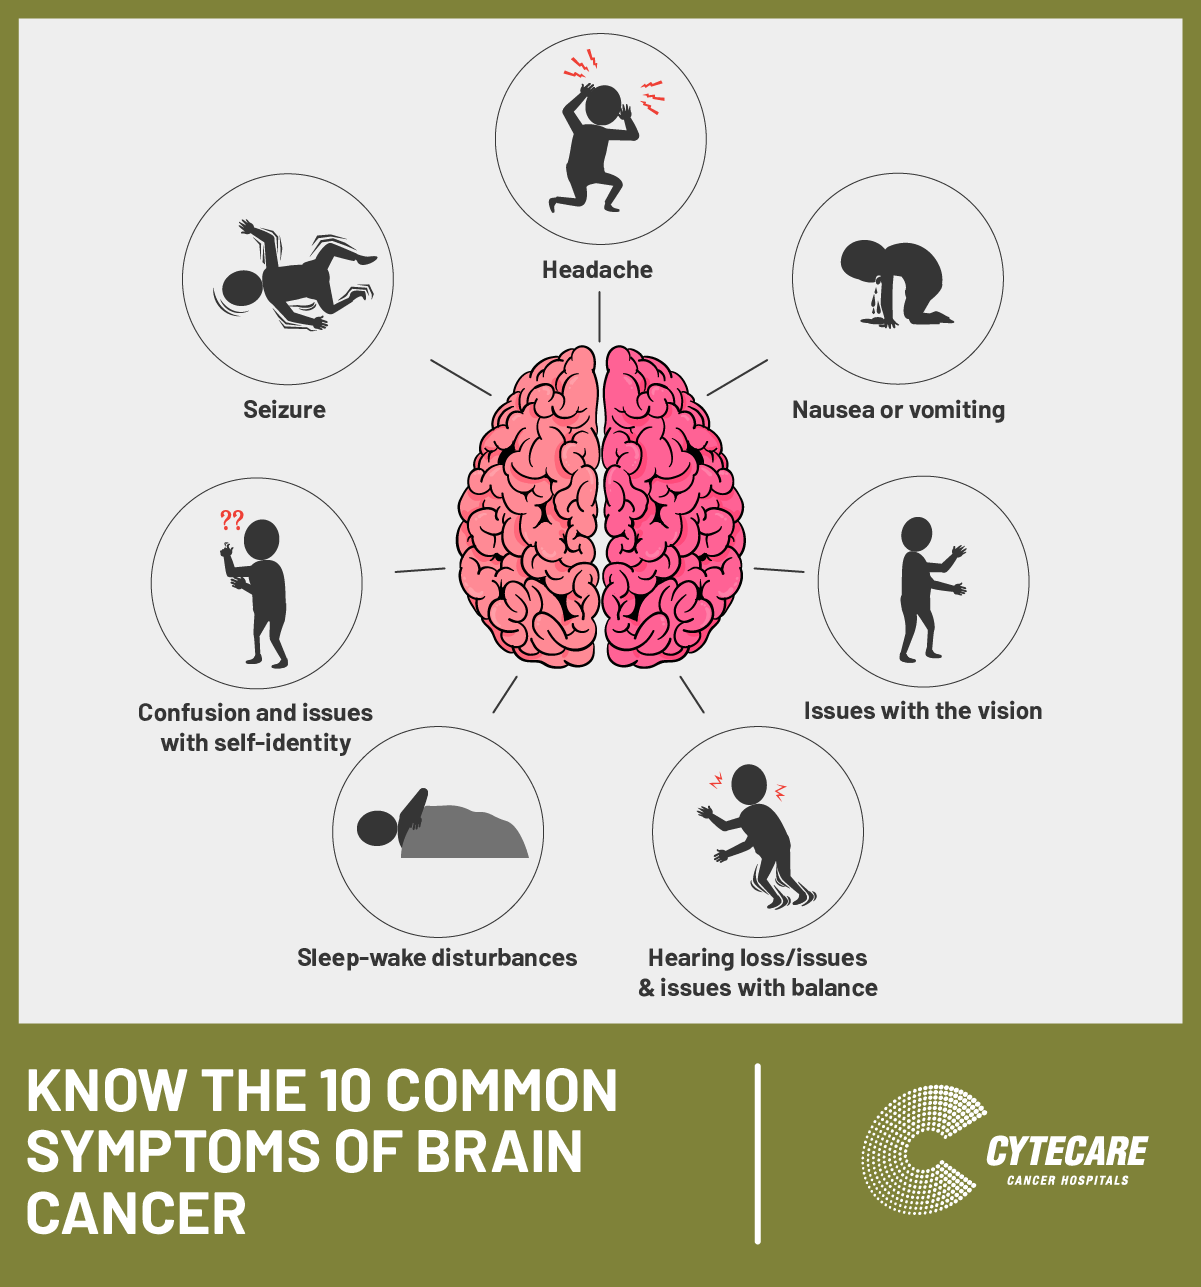 Headache
Seizure
Nausea or vomiting
??
Confusion and issues
with self-identity
Issues with the vision
Sleep-wake disturbances
Hearing loss/issues
& issues with balance
KNOW THE 10 COMMON
SYMPTOMS OF BRAIN
CANCER
CYTECARE
CANCER HOSPITALS